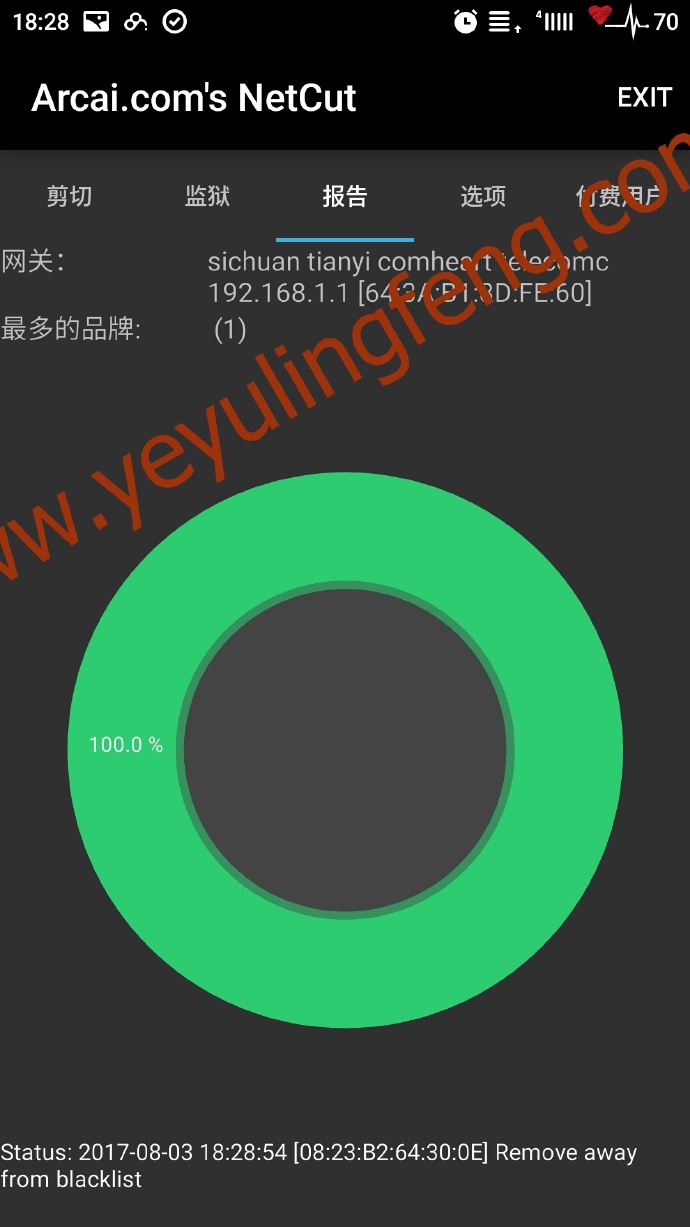 18:28
4
70
Arcai.com's NetCut
EXIT
剪切
监狱
报告
选项
付费用户
网关：
sichuan tianyi comheart telecomc
192.168.1.1 [64:3A:B1:8D:FE:60]
最多的品牌:
(1)
www.yeyulingfeng.com
100.0 %
Status: 2017-08-03 18:28:54 [08:23:B2:64:30:0E] Remove away
from blacklist